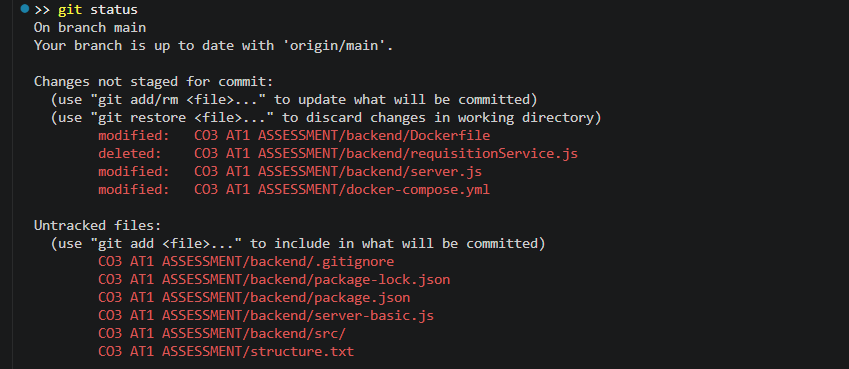 >> git status
On branch main
Your branch is up to date with 'origin/main'.
Changes not staged for commit:
(use "git add/rm <file>..." to update what will be committed)
(use "git restore <file>..." to discard changes in working directory)
modified: CO3 AT1 ASSESSMENT/backend/Dockerfile
deleted: CO3 AT1 ASSESSMENT/backend/requisitionService.js
modified: CO3 AT1 ASSESSMENT/backend/server.js
modified: CO3 AT1 ASSESSMENT/docker-compose.yml
Untracked files:
(use "git add <file>..." to include in what will be committed)
CO3 AT1 ASSESSMENT/backend/.gitignore
CO3 AT1 ASSESSMENT/backend/package-lock.json
CO3 AT1 ASSESSMENT/backend/package.json
CO3 AT1 ASSESSMENT/backend/server-basic.js
CO3 AT1 ASSESSMENT/backend/src/
CO3 AT1 ASSESSMENT/structure.txt